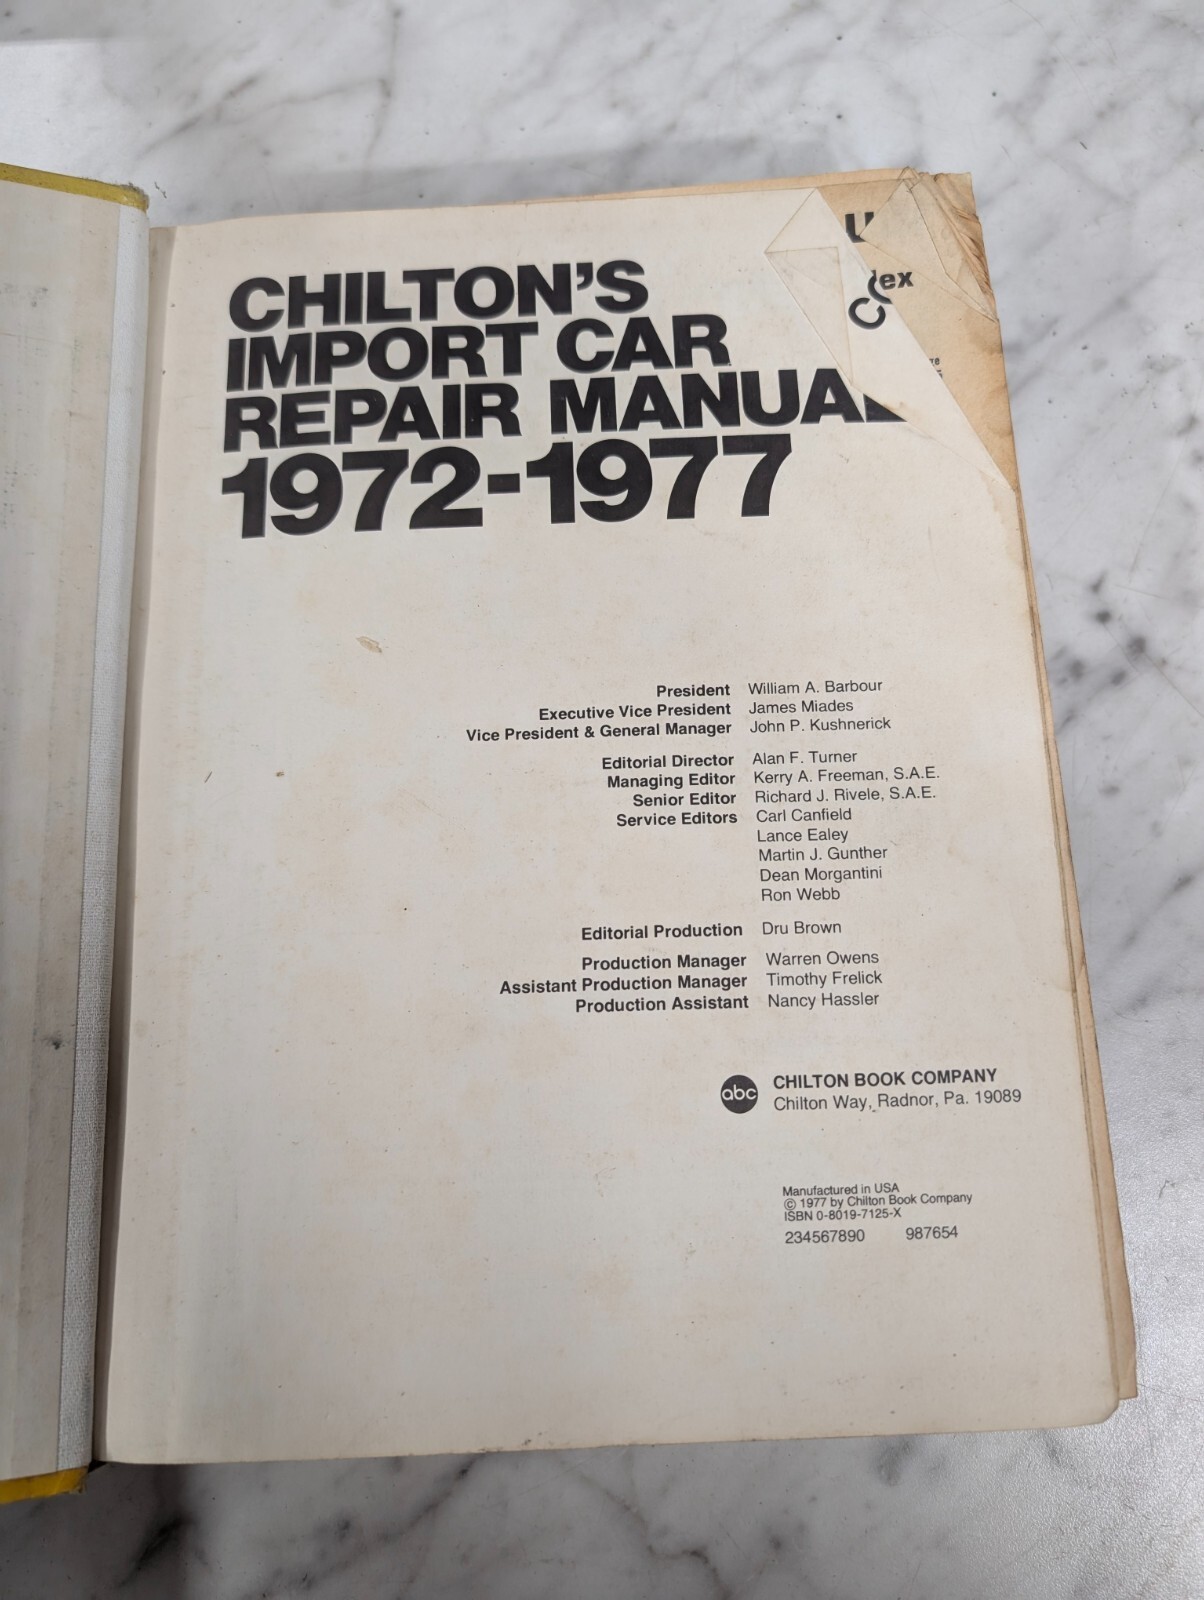 CHILTON'S
IMPORT CAR
REPAIR MANUAL
1972-1977
dex
President William A. Barbour
Executive Vice President James Miades
Vice President & General Manager John P. Kushnerick
Editorial Director Alan F. Turner
Managing Editor Kerry A. Freeman, S.A.E.
Senior Editor Richard J. Rivele, S.A.E.
Service Editors Carl Canfield
Lance Ealey
Martin J. Gunther
Dean Morgantini
Ron Webb
Editorial Production Dru Brown
Production Manager Warren Owens
Assistant Production Manager Timothy Frelick
Production Assistant Nancy Hassler
abc CHILTON BOOK COMPANY
Chilton Way, Radnor, Pa. 19089
Manufactured in USA
© 1977 by Chilton Book Company
ISBN 0-8019-7125-X
234567890 987654